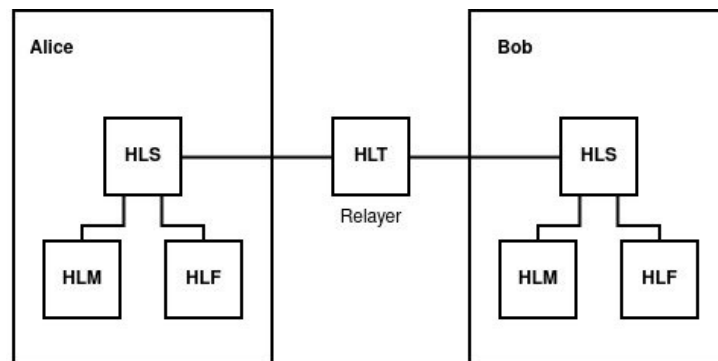 Alice
Bob
HLS
HLT
HLS
Relayer
HLM
HLF
HLM
HLF